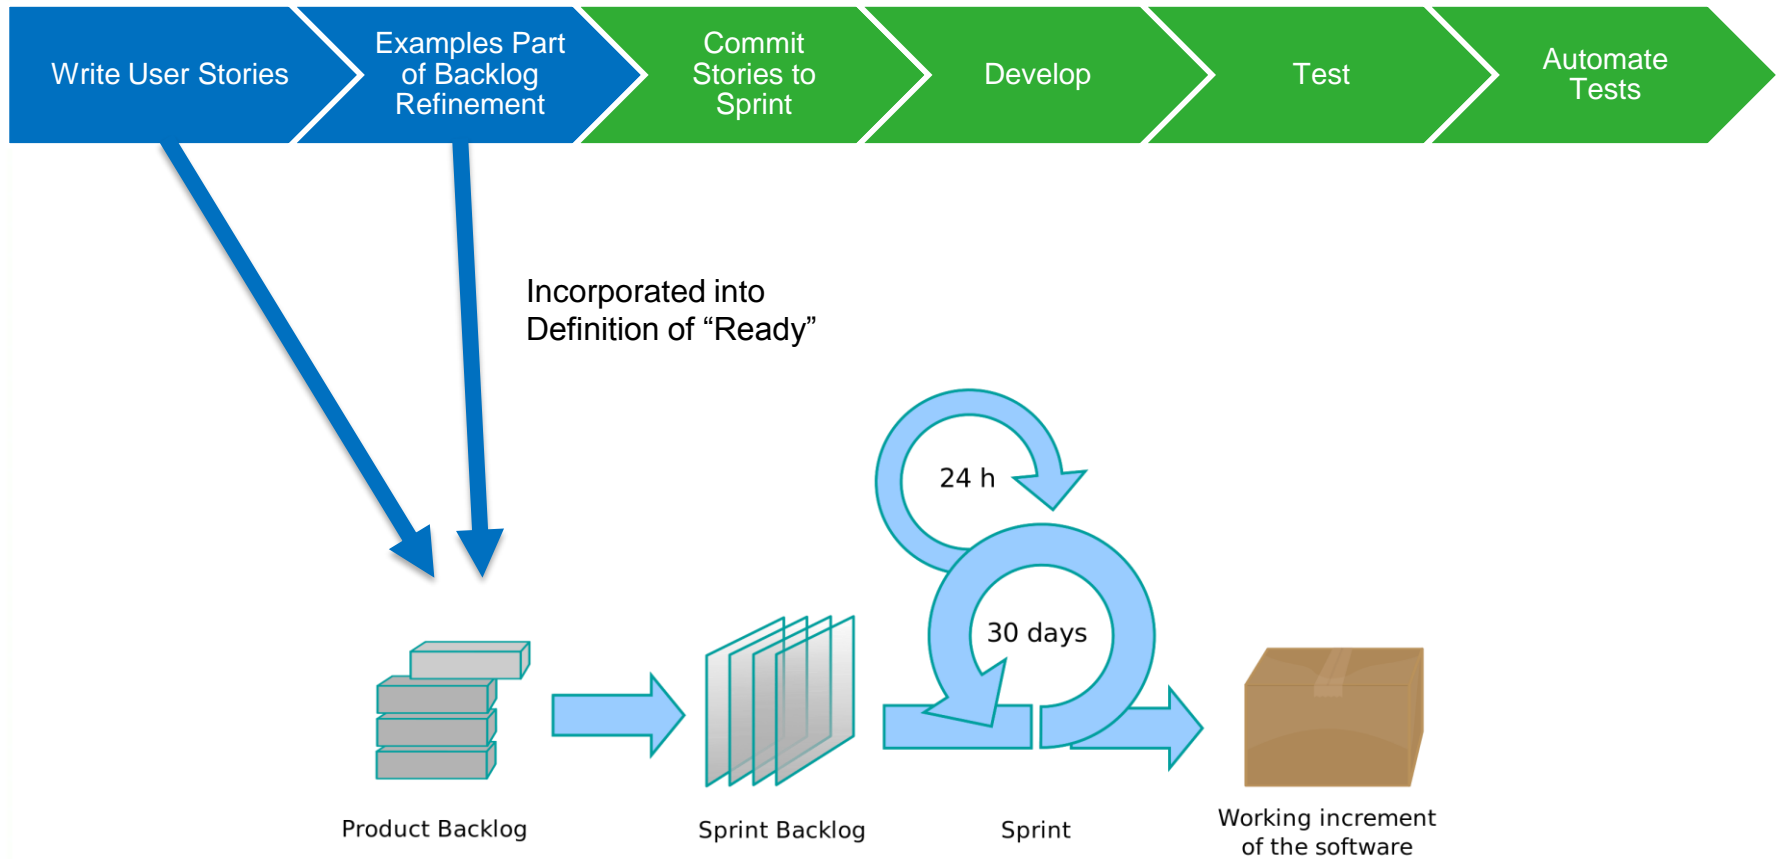 Write User Stories
Examples Part
of Backlog
Refinement
Commit
Stories to
Sprint
Develop
Test
Automate
Tests
Incorporated into
Definition of “Ready”
24 h
30 days
Product Backlog
Sprint Backlog
Sprint
Working increment
of the software